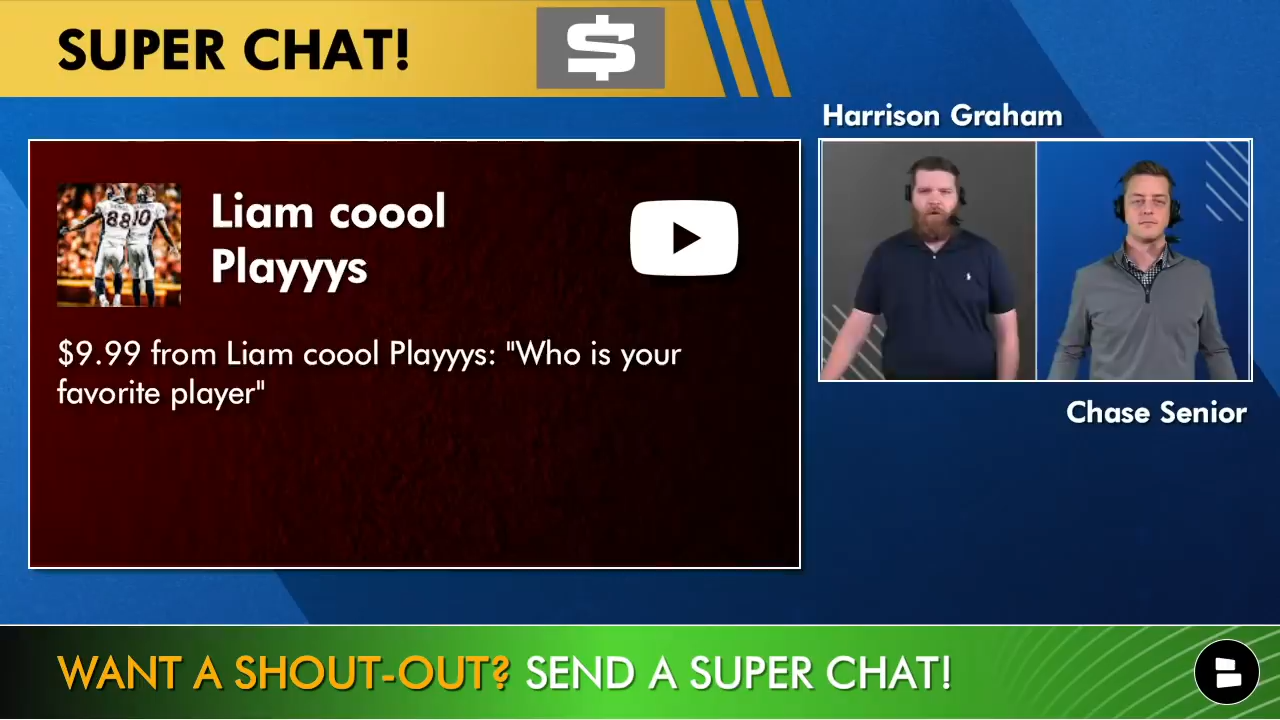 SUPER CHAT!
$
Harrison Graham
Liam coool
Playyys
8810
$9.99 from Liam coool Playyys: "Who is your
favorite player"
Chase Senior
WANT A SHOUT-OUT? SEND A SUPER CHAT!